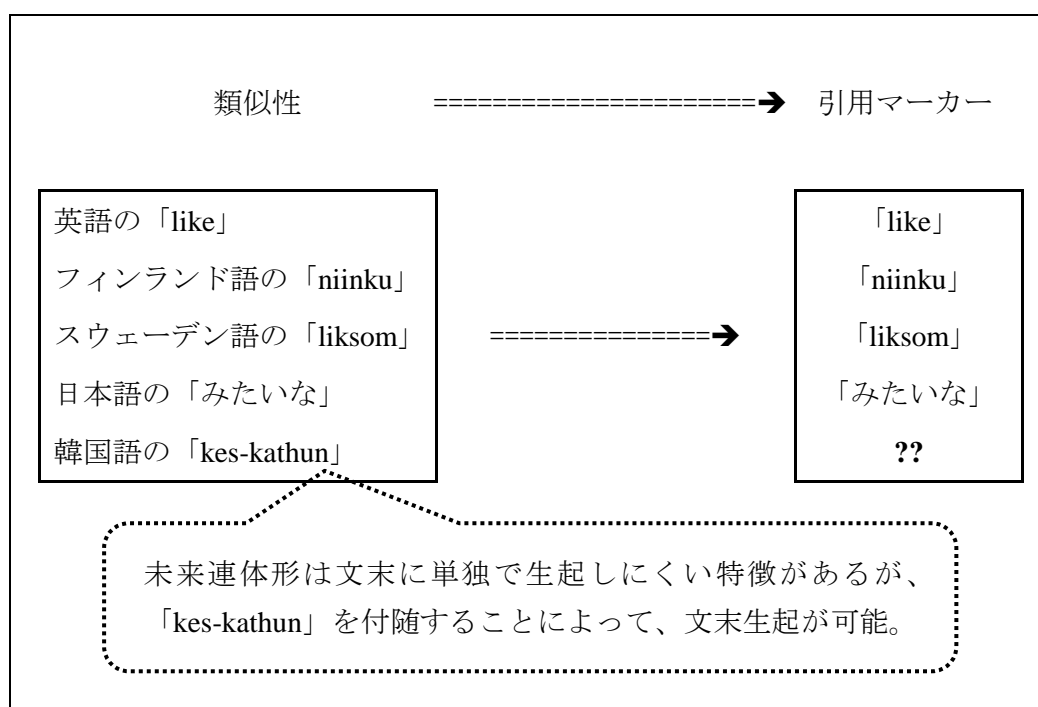 類似性 ======================➔ 引用マーカー
英語の「like」 「like」
フィンランド語の「niinku」 「niinku」
スウェーデン語の「liksom」 ===============➔ 「liksom」
日本語の「みたいな」 「みたいな」
韓国語の「kes-kathun」 ??
未来連体形は文末に単独で生起しにくい特徴があるが、
「kes-kathun」を付随することによって、文末生起が可能。